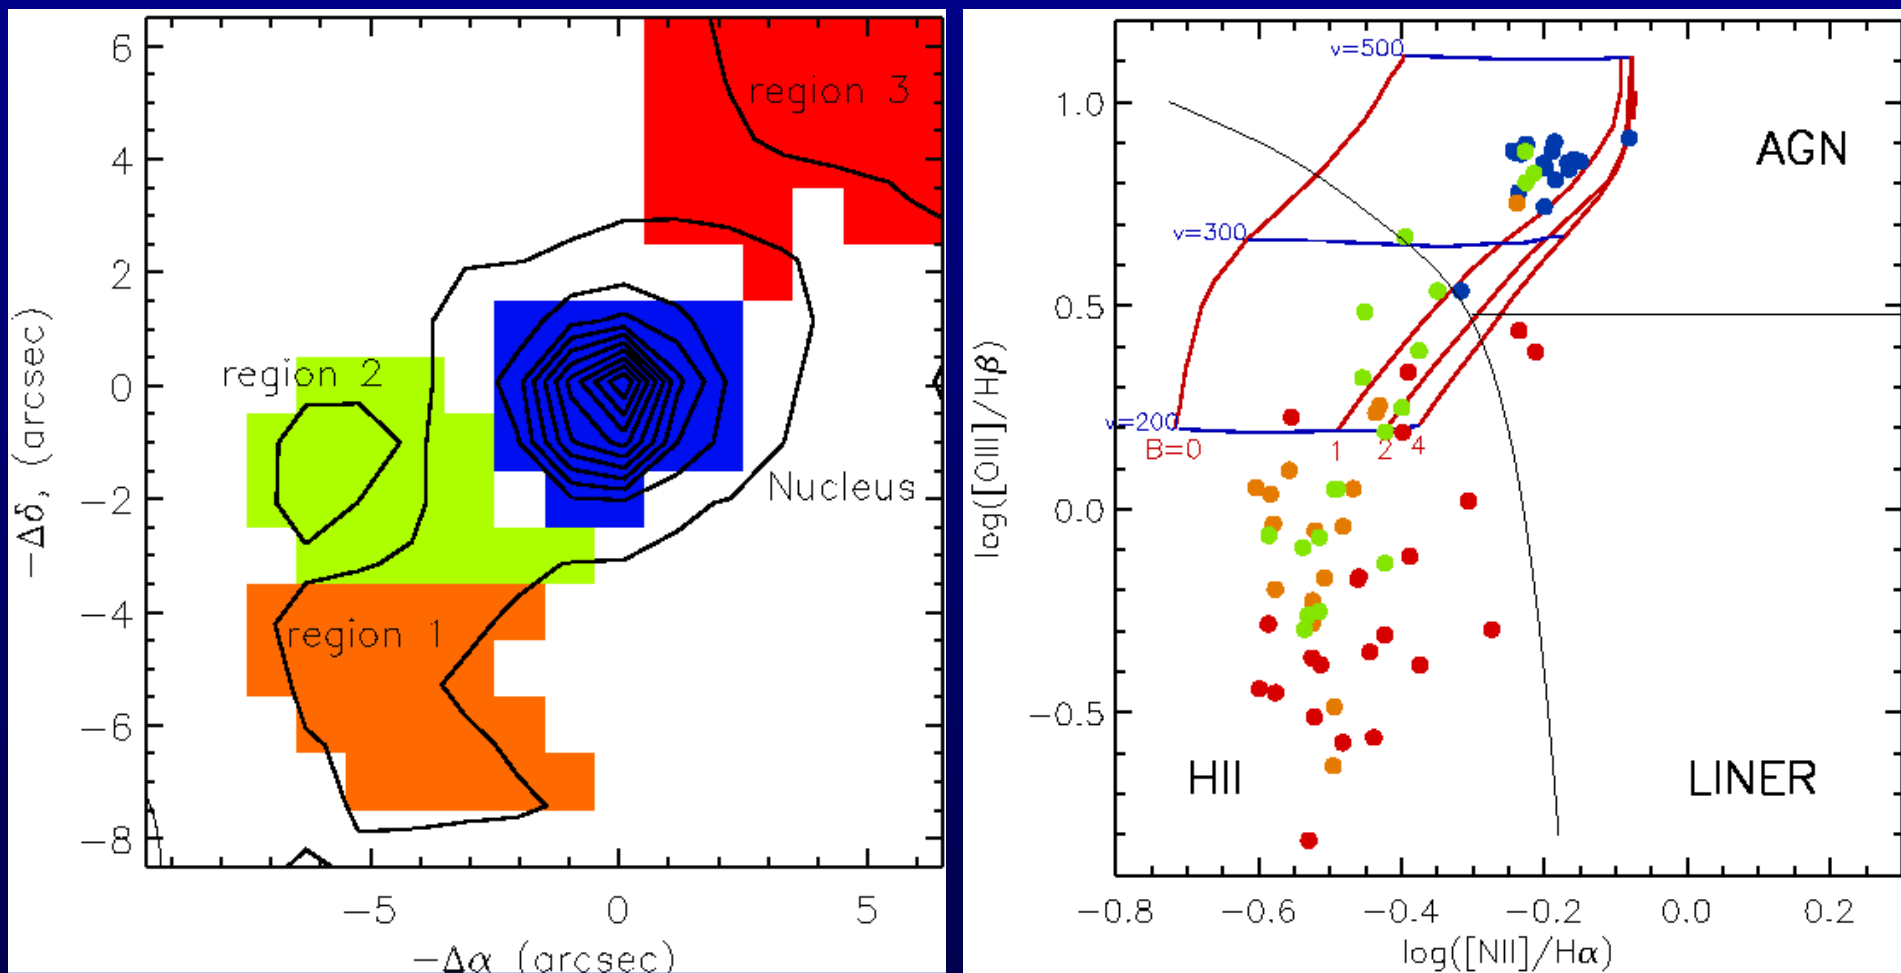 6
4
2
0
−2
−4
−6
−8
−Δδ, (arcsec)
region 3
region 2
Nucleus
region 1
−5 0 5
−Δα (arcsec)
1.0
0.5
0.0
−0.5
log([OIII]/Hβ)
v=500
v=300
v=200
B=0 1 2 4
AGN
HII
LINER
−0.8 −0.6 −0.4 −0.2 0.0 0.2
log([NII]/Hα)